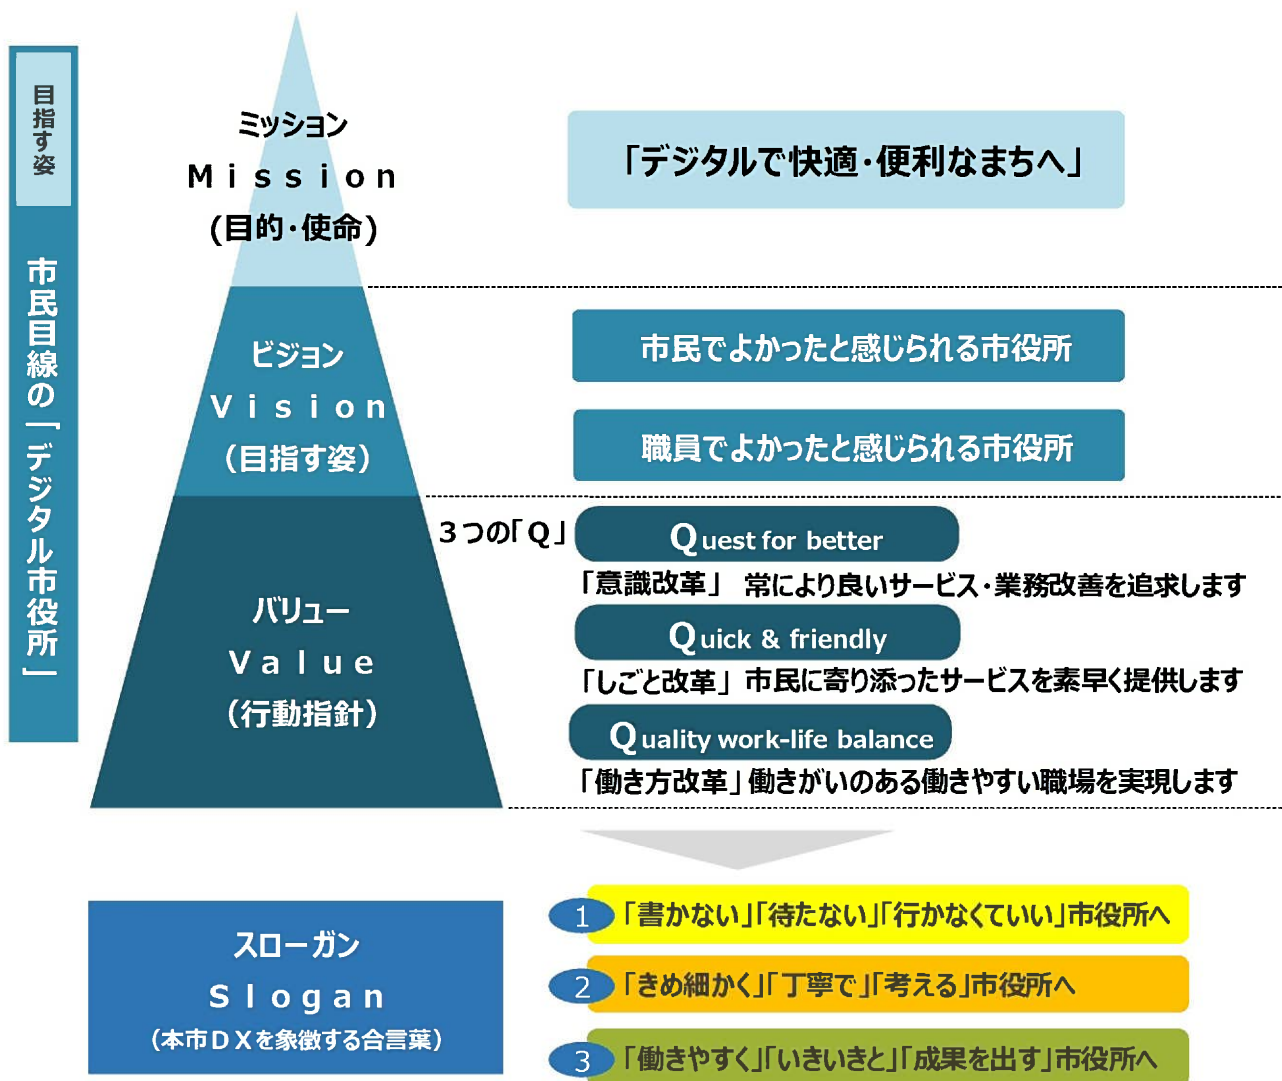 目指す姿
市民目線の「デジタル市役所」
ミッション
Mission
(目的・使命)
「デジタルで快適・便利なまちへ」
ビジョン
Vision
(目指す姿)
市民でよかったと感じられる市役所
職員でよかったと感じられる市役所
バリュー
Value
(行動指針)
3つの「Q」
Quest for better
「意識改革」 常により良いサービス・業務改善を追求します
Quick & friendly
「しごと改革」 市民に寄り添ったサービスを素早く提供します
Quality work-life balance
「働き方改革」働きがいのある働きやすい職場を実現します
スローガン
Slogan
(本市DXを象徴する合言葉)
1 「書かない」「待たない」「行かなくていい」市役所へ
2 「きめ細かく」「丁寧で」「考える」市役所へ
3 「働きやすく」「いきいきと」「成果を出す」市役所へ